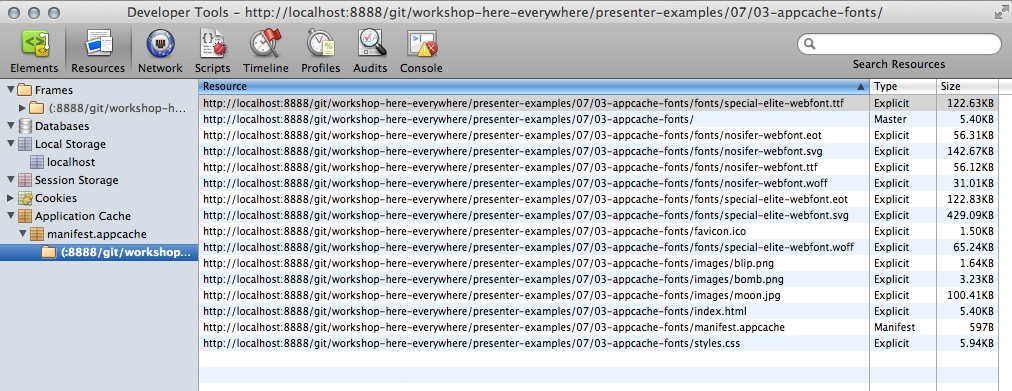 Developer Tools – http://localhost:8888/git/workshop-here-everywhere/presenter-examples/07/03-appcache-fonts/
Elements Resources Network Scripts Timeline Profiles Audits Console
Search Resources
Frames
(:8888/git/workshop-h...
Databases
Local Storage
localhost
Session Storage
Cookies
Application Cache
manifest.appcache
(:8888/git/workshop...
Resource Type Size
http://localhost:8888/git/workshop-here-everywhere/presenter-examples/07/03-appcache-fonts/fonts/special-elite-webfont.ttf Explicit 122.63KB
http://localhost:8888/git/workshop-here-everywhere/presenter-examples/07/03-appcache-fonts/ Master 5.40KB
http://localhost:8888/git/workshop-here-everywhere/presenter-examples/07/03-appcache-fonts/fonts/nosifer-webfont.eot Explicit 56.31KB
http://localhost:8888/git/workshop-here-everywhere/presenter-examples/07/03-appcache-fonts/fonts/nosifer-webfont.svg Explicit 142.67KB
http://localhost:8888/git/workshop-here-everywhere/presenter-examples/07/03-appcache-fonts/fonts/nosifer-webfont.ttf Explicit 56.12KB
http://localhost:8888/git/workshop-here-everywhere/presenter-examples/07/03-appcache-fonts/fonts/nosifer-webfont.woff Explicit 31.01KB
http://localhost:8888/git/workshop-here-everywhere/presenter-examples/07/03-appcache-fonts/fonts/special-elite-webfont.eot Explicit 122.83KB
http://localhost:8888/git/workshop-here-everywhere/presenter-examples/07/03-appcache-fonts/fonts/special-elite-webfont.svg Explicit 429.09KB
http://localhost:8888/git/workshop-here-everywhere/presenter-examples/07/03-appcache-fonts/favicon.ico Explicit 1.50KB
http://localhost:8888/git/workshop-here-everywhere/presenter-examples/07/03-appcache-fonts/fonts/special-elite-webfont.woff Explicit 65.24KB
http://localhost:8888/git/workshop-here-everywhere/presenter-examples/07/03-appcache-fonts/images/blip.png Explicit 1.64KB
http://localhost:8888/git/workshop-here-everywhere/presenter-examples/07/03-appcache-fonts/images/bomb.png Explicit 3.23KB
http://localhost:8888/git/workshop-here-everywhere/presenter-examples/07/03-appcache-fonts/images/moon.jpg Explicit 100.41KB
http://localhost:8888/git/workshop-here-everywhere/presenter-examples/07/03-appcache-fonts/index.html Explicit 5.40KB
http://localhost:8888/git/workshop-here-everywhere/presenter-examples/07/03-appcache-fonts/manifest.appcache Manifest 597B
http://localhost:8888/git/workshop-here-everywhere/presenter-examples/07/03-appcache-fonts/styles.css Explicit 5.94KB